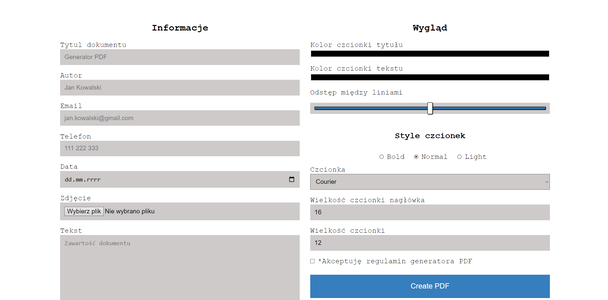 Informacje
Tytuł dokumentu
Generator PDF
Autor
Jan Kowalski
Email
jan.kowalski@gmail.com
Telefon
111 222 333
Data
dd.mm.rrrr
Zdjęcie
Wybierz plik Nie wybrano pliku
Tekst
Zawartość dokumentu
Wygląd
Kolor czcionki tytułu
Kolor czcionki tekstu
Odstęp między liniami
Style czcionek
Bold Normal Light
Czcionka
Courier
Wielkość czcionki nagłówka
16
Wielkość czcionki
12
*Akceptuję regulamin generatora PDF
Create PDF